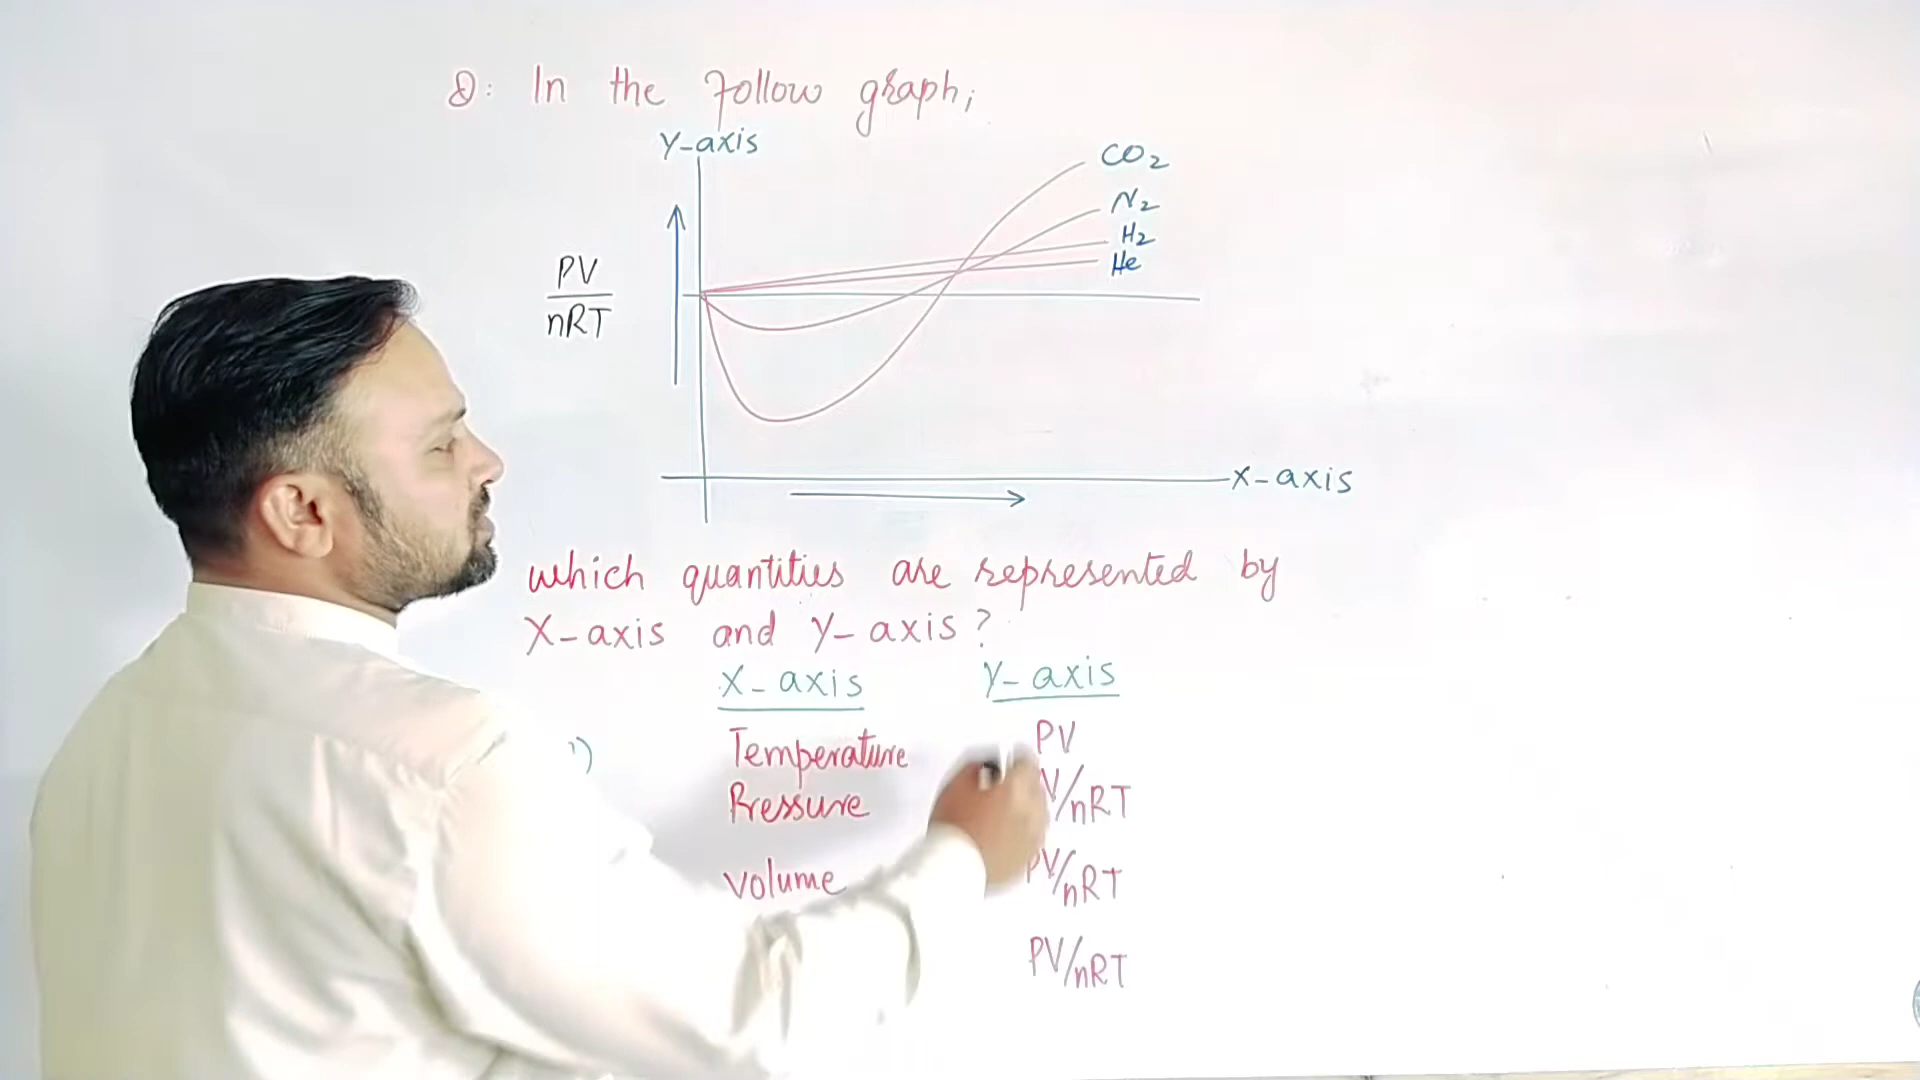 Q: In the follow graph;
Y-axis
CO2
N2
H2
He
PV
nRT
X-axis
which quantities are represented by
X-axis and Y-axis?
X-axis Y-axis
Temperature PV
Pressure V/nRT
volume PV/nRT
PV/nRT